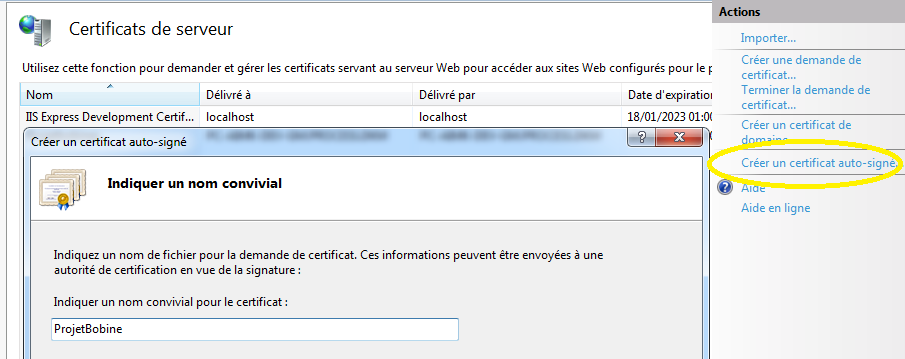 Certificats de serveur
Utilisez cette fonction pour demander et gérer les certificats servant au serveur Web pour accéder aux sites Web configurés pour le p
Nom Délivré à Délivré par Date d'expiratio
IIS Express Development Certif... localhost localhost 18/01/2023 01:00
Créer un certificat auto-signé
Indiquer un nom convivial
Indiquez un nom de fichier pour la demande de certificat. Ces informations peuvent être envoyées à une
autorité de certification en vue de la signature :
Indiquer un nom convivial pour le certificat :
ProjetBobine
Actions
Importer...
Créer une demande de
certificat...
Terminer la demande de
certificat...
Créer un certificat de
domaine...
Créer un certificat auto-signé...
Aide
Aide en ligne